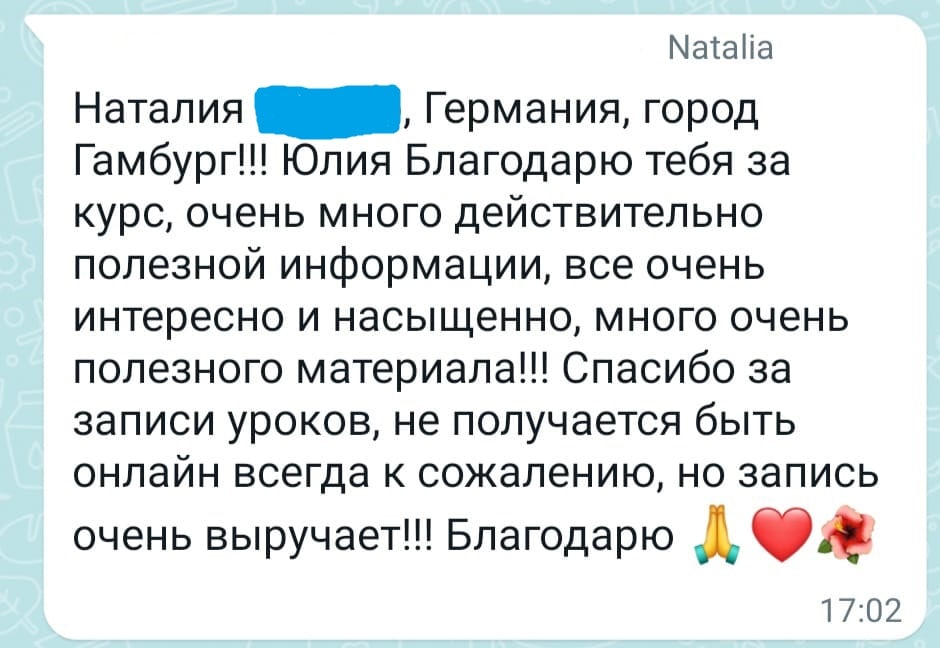 Natalia
Наталия , Германия, город
Гамбург!!! Юлия Благодарю тебя за
курс, очень много действительно
полезной информации, все очень
интересно и насыщенно, много очень
полезного материала!!! Спасибо за
записи уроков, не получается быть
онлайн всегда к сожалению, но запись
очень выручает!!! Благодарю 🙏❤️🌺
17:02